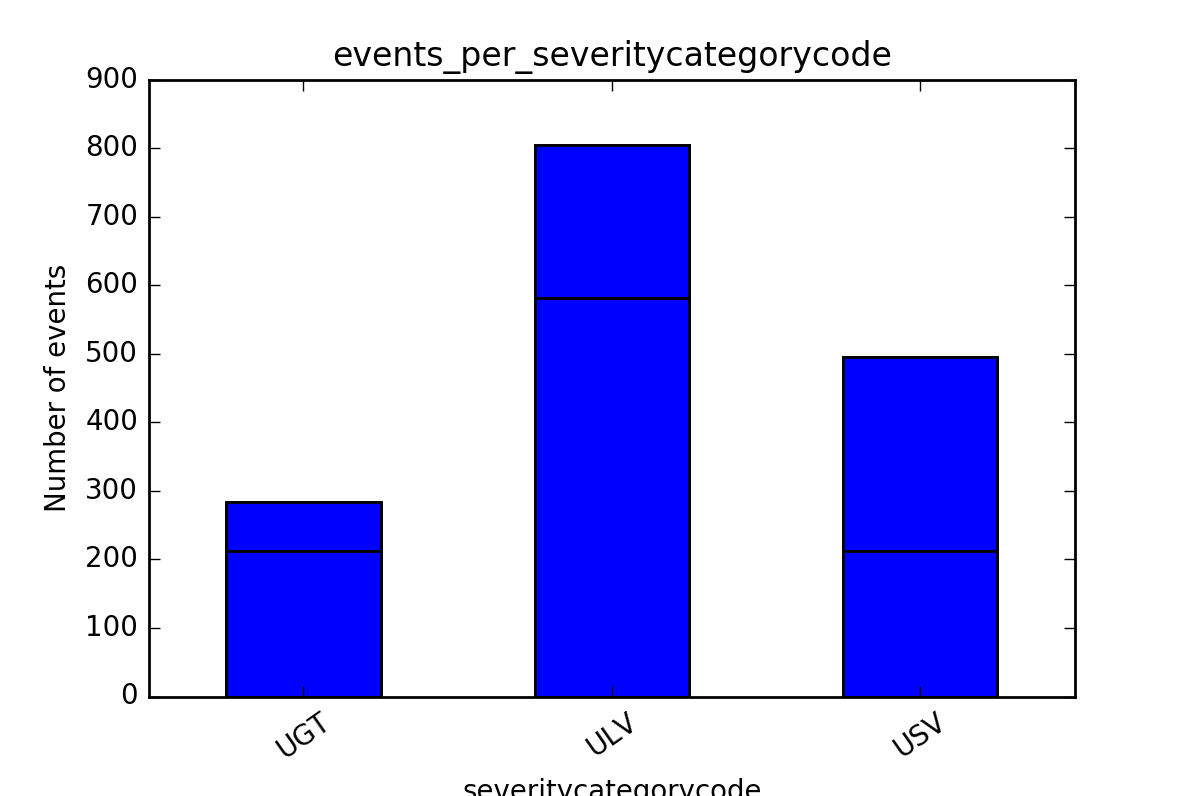 events_per_severitycategorycode
900
800
700
600
500
400
300
200
100
0
Number of events
UGT
ULV
USV
severitycategorycode